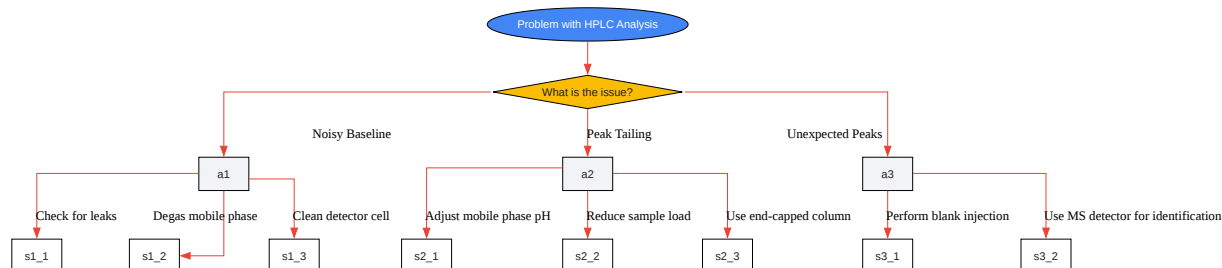 Problem with HPLC Analysis
What is the issue?
Noisy Baseline
Peak Tailing
Unexpected Peaks
a1
a2
a3
Check for leaks
Degas mobile phase
Clean detector cell
Adjust mobile phase pH
Reduce sample load
Use end-capped column
Perform blank injection
Use MS detector for identification
s1_1
s1_2
s1_3
s2_1
s2_2
s2_3
s3_1
s3_2